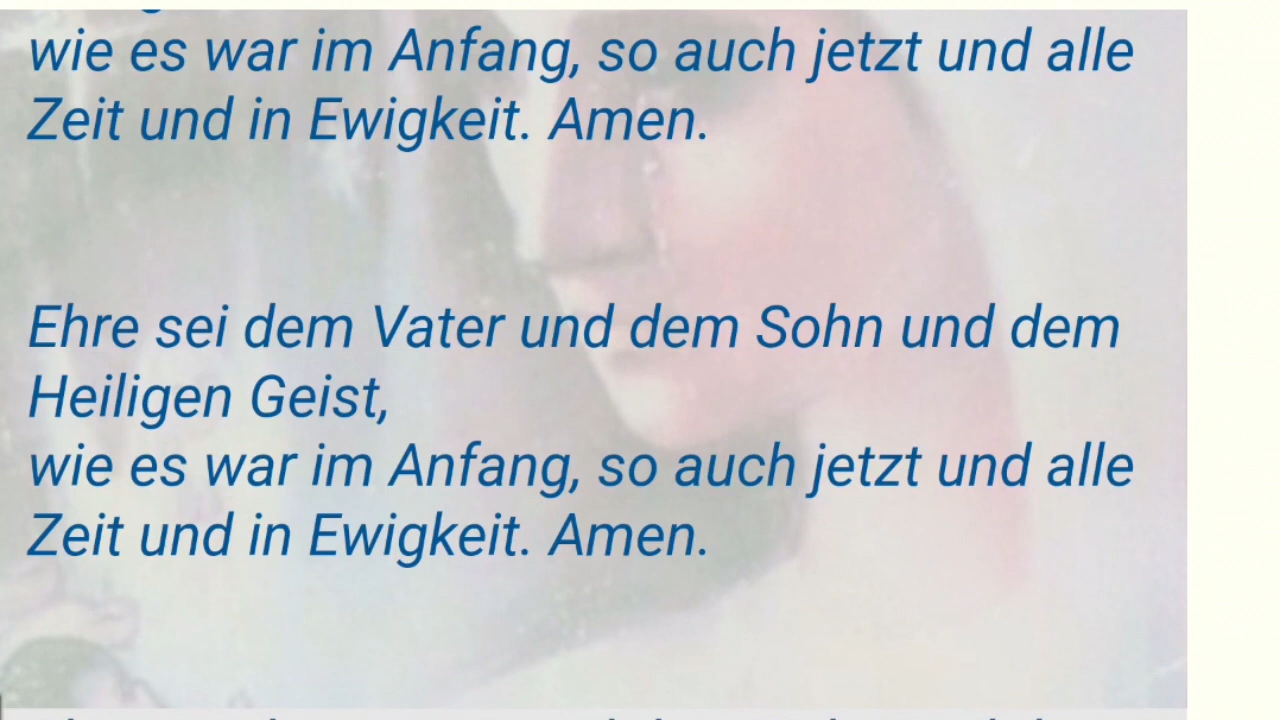 wie es war im Anfang, so auch jetzt und alle
Zeit und in Ewigkeit. Amen.
Ehre sei dem Vater und dem Sohn und dem
Heiligen Geist,
wie es war im Anfang, so auch jetzt und alle
Zeit und in Ewigkeit. Amen.